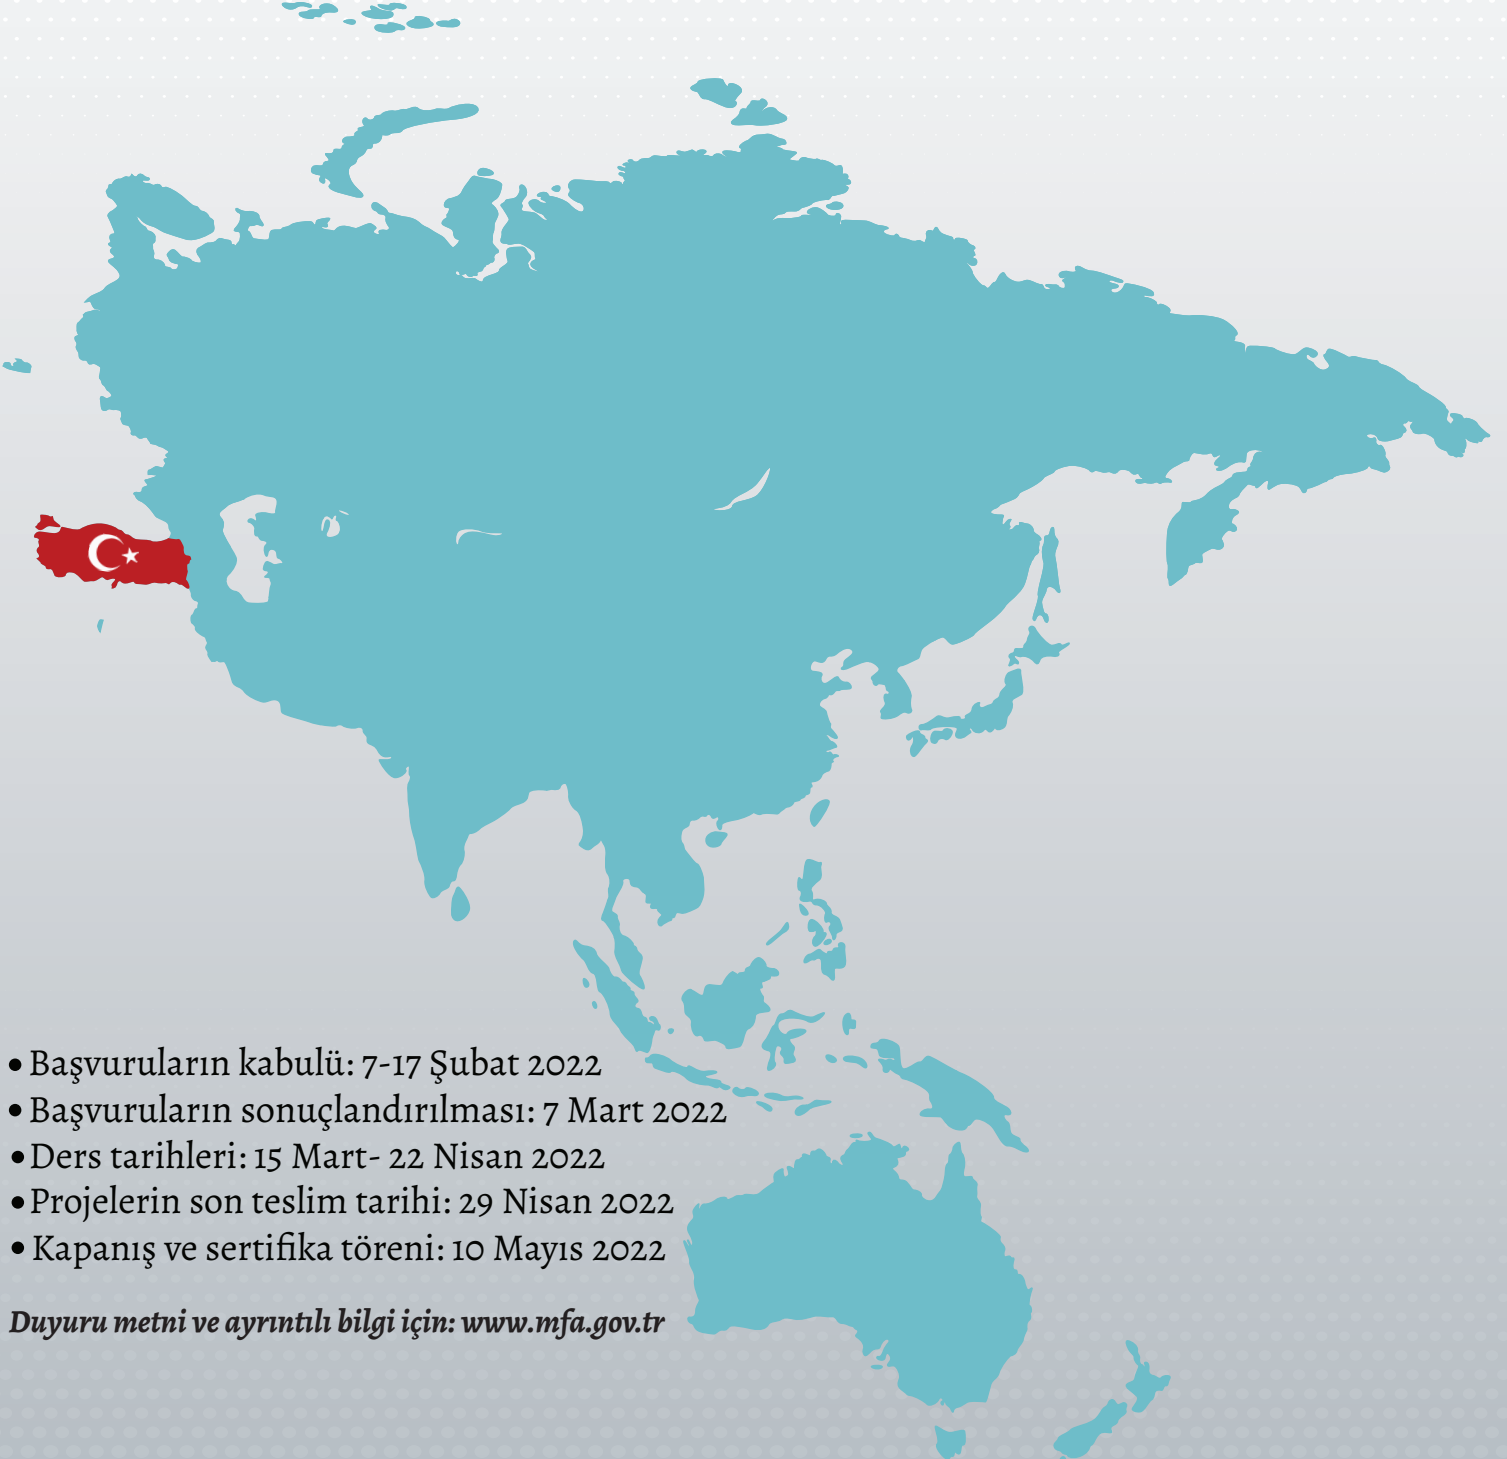 • Başvuruların kabulü: 7-17 Şubat 2022
• Başvuruların sonuçlandırılması: 7 Mart 2022
• Ders tarihleri: 15 Mart- 22 Nisan 2022
• Projelerin son teslim tarihi: 29 Nisan 2022
• Kapanış ve sertifika töreni: 10 Mayıs 2022
Duyuru metni ve ayrıntılı bilgi için: www.mfa.gov.tr